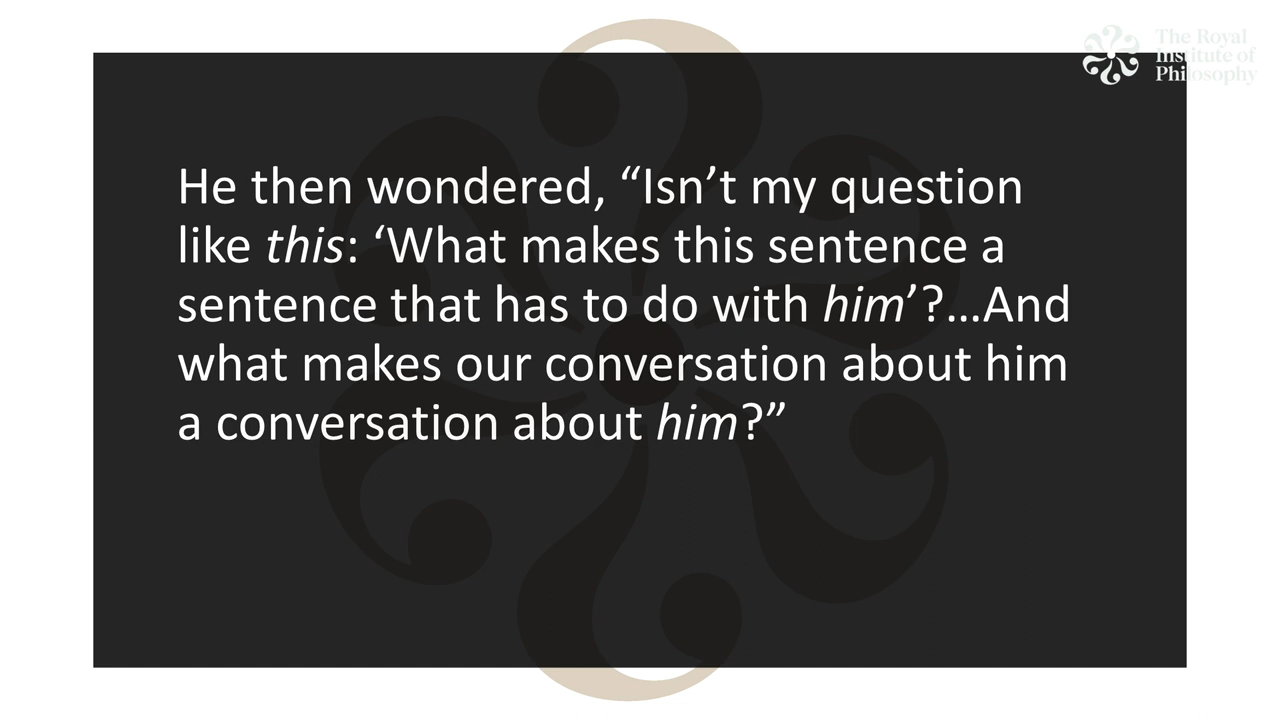 The Royal
Institute of
Philosophy
He then wondered, “Isn’t my question
like this: ‘What makes this sentence a
sentence that has to do with him’?…And
what makes our conversation about him
a conversation about him?”